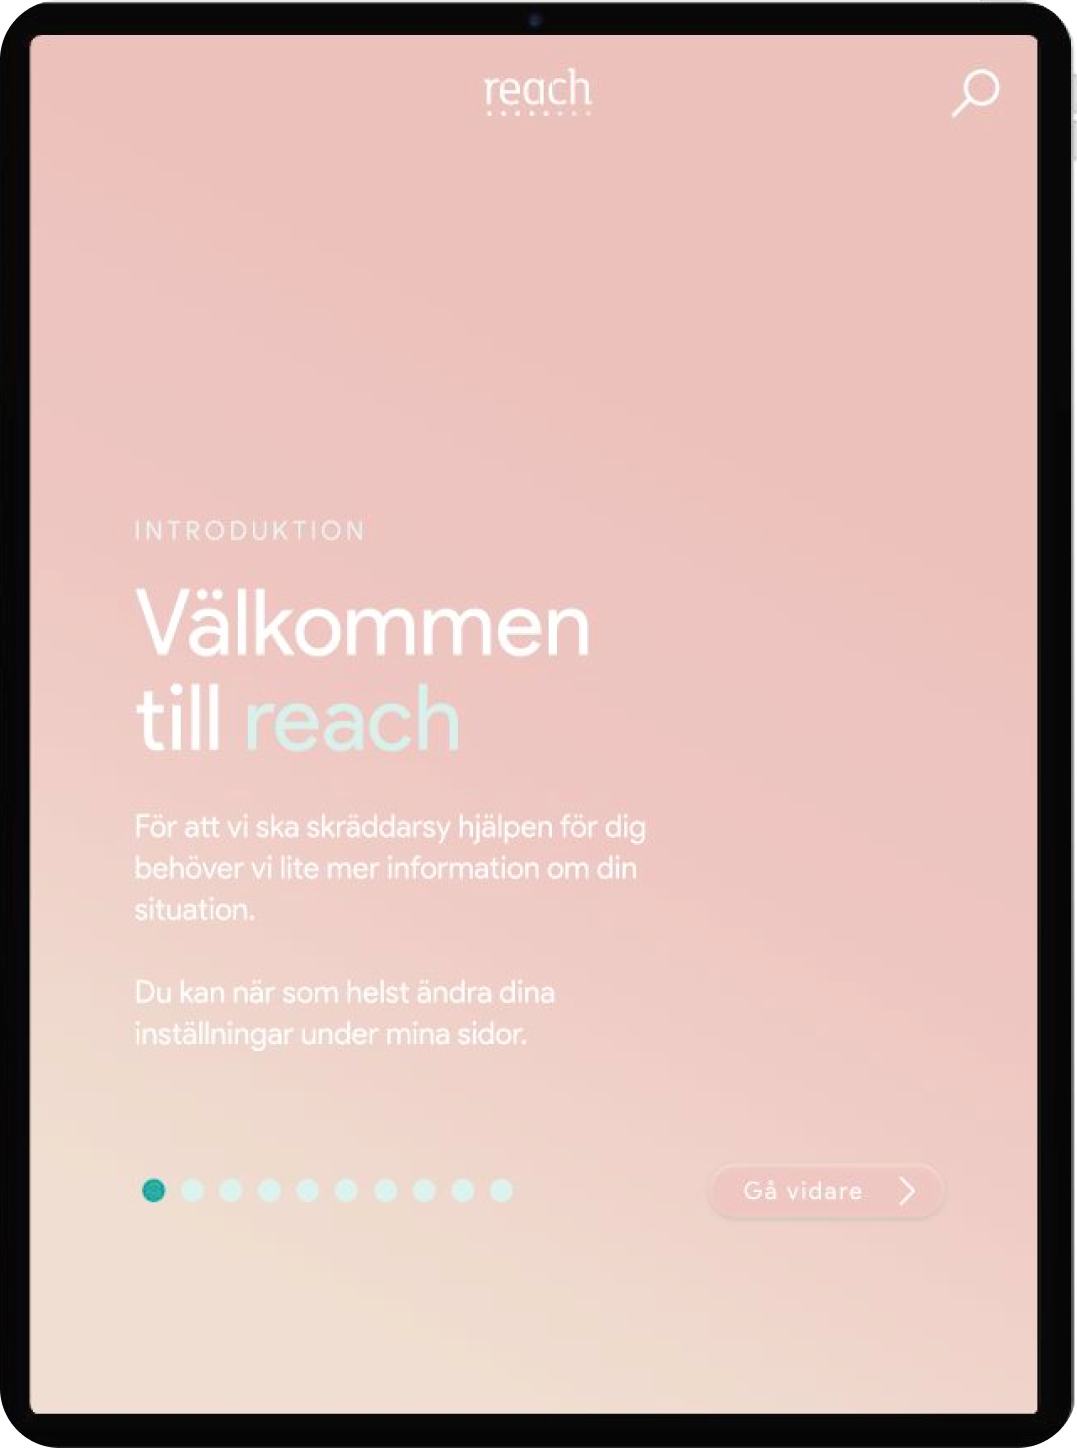 reach
INTRODUKTION
Välkommen
till reach
För att vi ska skräddarsy hjälpen för dig
behöver vi lite mer information om din
situation.
Du kan när som helst ändra dina
inställningar under mina sidor.
Gå vidare